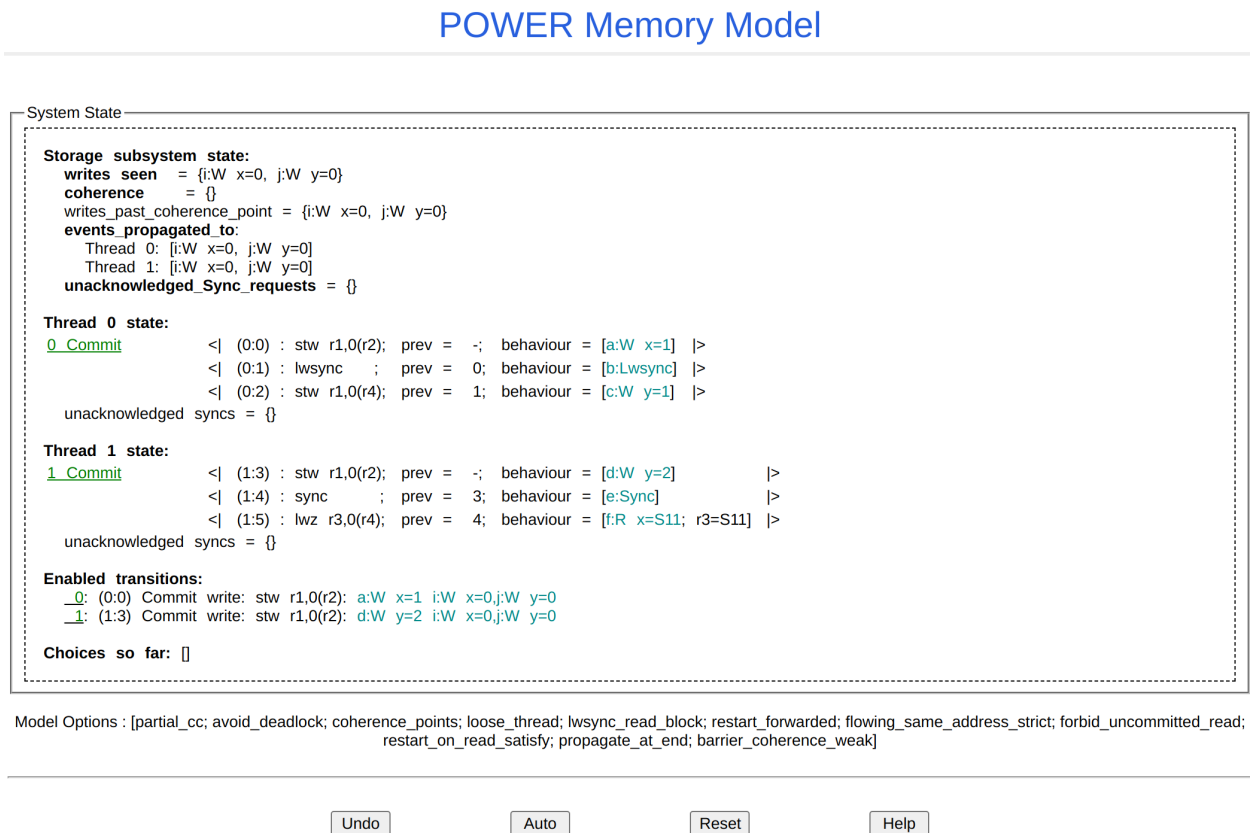 POWER Memory Model
System State
Storage subsystem state:
writes seen = {i:W x=0, j:W y=0}
coherence = {}
writes_past_coherence_point = {i:W x=0, j:W y=0}
events_propagated_to:
Thread 0: [i:W x=0, j:W y=0]
Thread 1: [i:W x=0, j:W y=0]
unacknowledged_Sync_requests = {}
Thread 0 state:
0 Commit <| (0:0) : stw r1,0(r2); prev = -; behaviour = [a:W x=1] |>
<| (0:1) : lwsync ; prev = 0; behaviour = [b:Lwsync] |>
<| (0:2) : stw r1,0(r4); prev = 1; behaviour = [c:W y=1] |>
unacknowledged syncs = {}
Thread 1 state:
1 Commit <| (1:3) : stw r1,0(r2); prev = -; behaviour = [d:W y=2] |>
<| (1:4) : sync ; prev = 3; behaviour = [e:Sync] |>
<| (1:5) : lwz r3,0(r4); prev = 4; behaviour = [f:R x=S11; r3=S11] |>
unacknowledged syncs = {}
Enabled transitions:
0: (0:0) Commit write: stw r1,0(r2): a:W x=1 i:W x=0,j:W y=0
1: (1:3) Commit write: stw r1,0(r2): d:W y=2 i:W x=0,j:W y=0
Choices so far: []
Model Options : [partial_cc; avoid_deadlock; coherence_points; loose_thread; lwsync_read_block; restart_forwarded; flowing_same_address_strict; forbid_uncommitted_read;
restart_on_read_satisfy; propagate_at_end; barrier_coherence_weak]
Undo Auto Reset Help